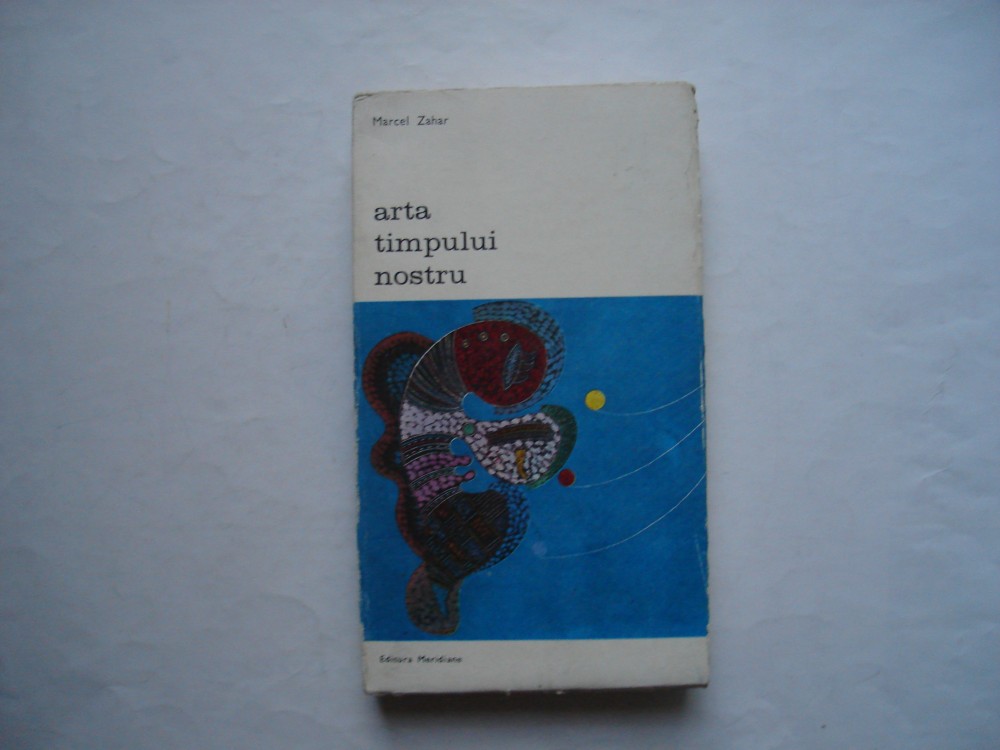 Marcel Zahar
arta
timpului
nostru
Editura Meridiane